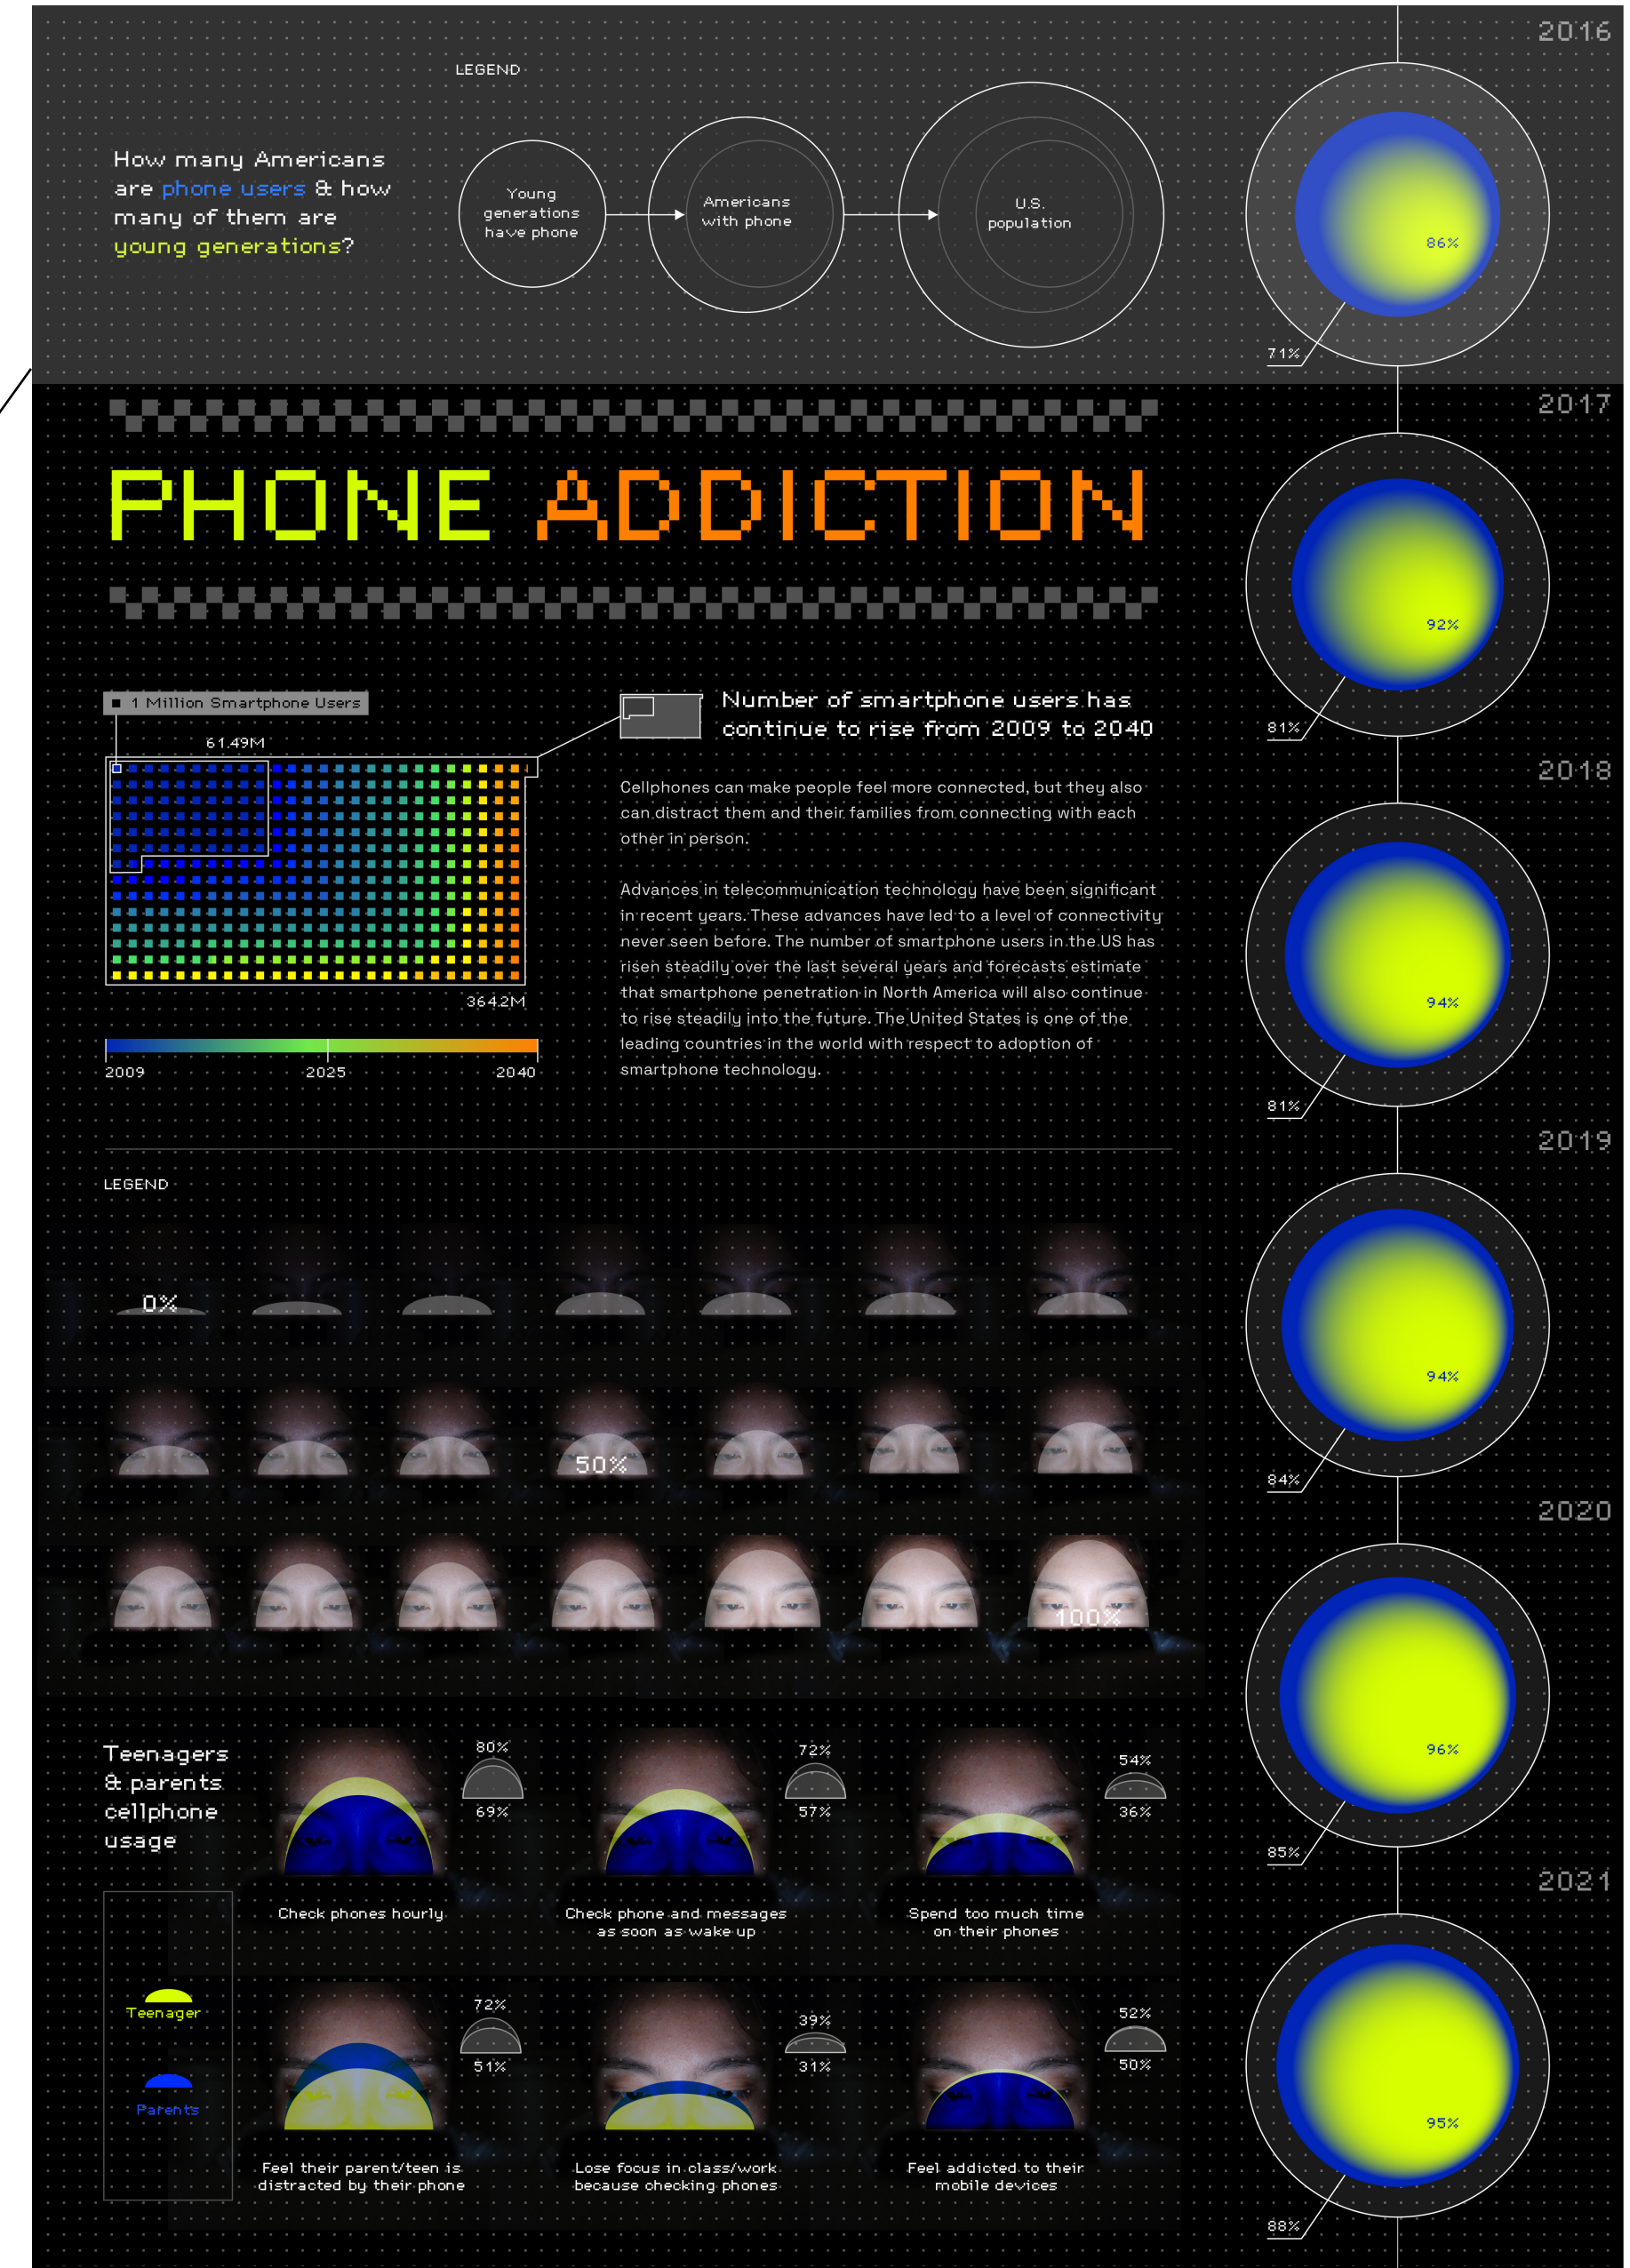 2016
LEGEND
How many Americans
are phone users & how
many of them are
young generations?
Young
generations
have phone
Americans
with phone
U.S.
population
86%
71%
2017
PHONE ADDICTION
92%
81%
1 Million Smartphone Users
61.49M
364.2M
2009
2025
2040
Number of smartphone users has
continue to rise from 2009 to 2040
Cellphones can make people feel more connected, but they also
can distract them and their families from connecting with each
other in person.
Advances in telecommunication technology have been significant
in recent years. These advances have led to a level of connectivity
never seen before. The number of smartphone users in the US has
risen steadily over the last several years and forecasts estimate
that smartphone penetration in North America will also continue
to rise steadily into the future. The United States is one of the
leading countries in the world with respect to adoption of
smartphone technology.
2018
94%
81%
2019
94%
84%
LEGEND
0%
50%
100%
2020
96%
85%
Teenagers
& parents
cellphone
usage
Teenager
Parents
80%
69%
Check phones hourly
72%
57%
Check phone and messages
as soon as wake up
54%
36%
Spend too much time
on their phones
72%
51%
Feel their parent/teen is
distracted by their phone
39%
31%
Lose focus in class/work
because checking phones
52%
50%
Feel addicted to their
mobile devices
2021
95%
88%